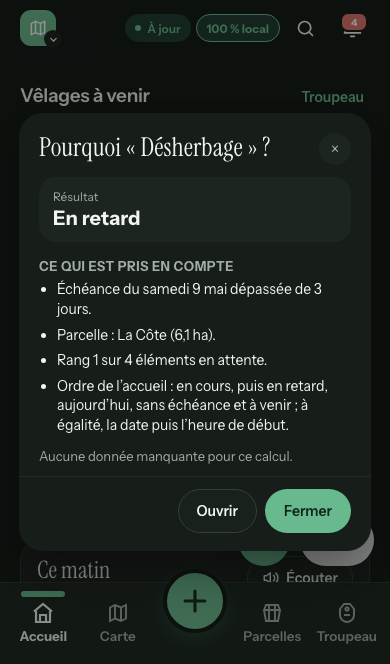 À jour
100 % local
4
Vêlages à venir
Troupeau
Pourquoi « Désherbage » ?
×
Résultat
En retard
CE QUI EST PRIS EN COMPTE
• Échéance du samedi 9 mai dépassée de 3
jours.
• Parcelle : La Côte (6,1 ha).
• Rang 1 sur 4 éléments en attente.
• Ordre de l’accueil : en cours, puis en retard,
aujourd’hui, sans échéance et à venir ; à
égalité, la date puis l’heure de début.
Aucune donnée manquante pour ce calcul.
Ouvrir
Fermer
Ce matin
Écouter
Accueil
Carte
Parcelles
Troupeau